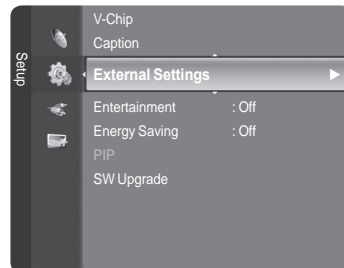 Setup
V-Chip
Caption
External Settings
Entertainment : Off
Energy Saving : Off
PIP
SW Upgrade